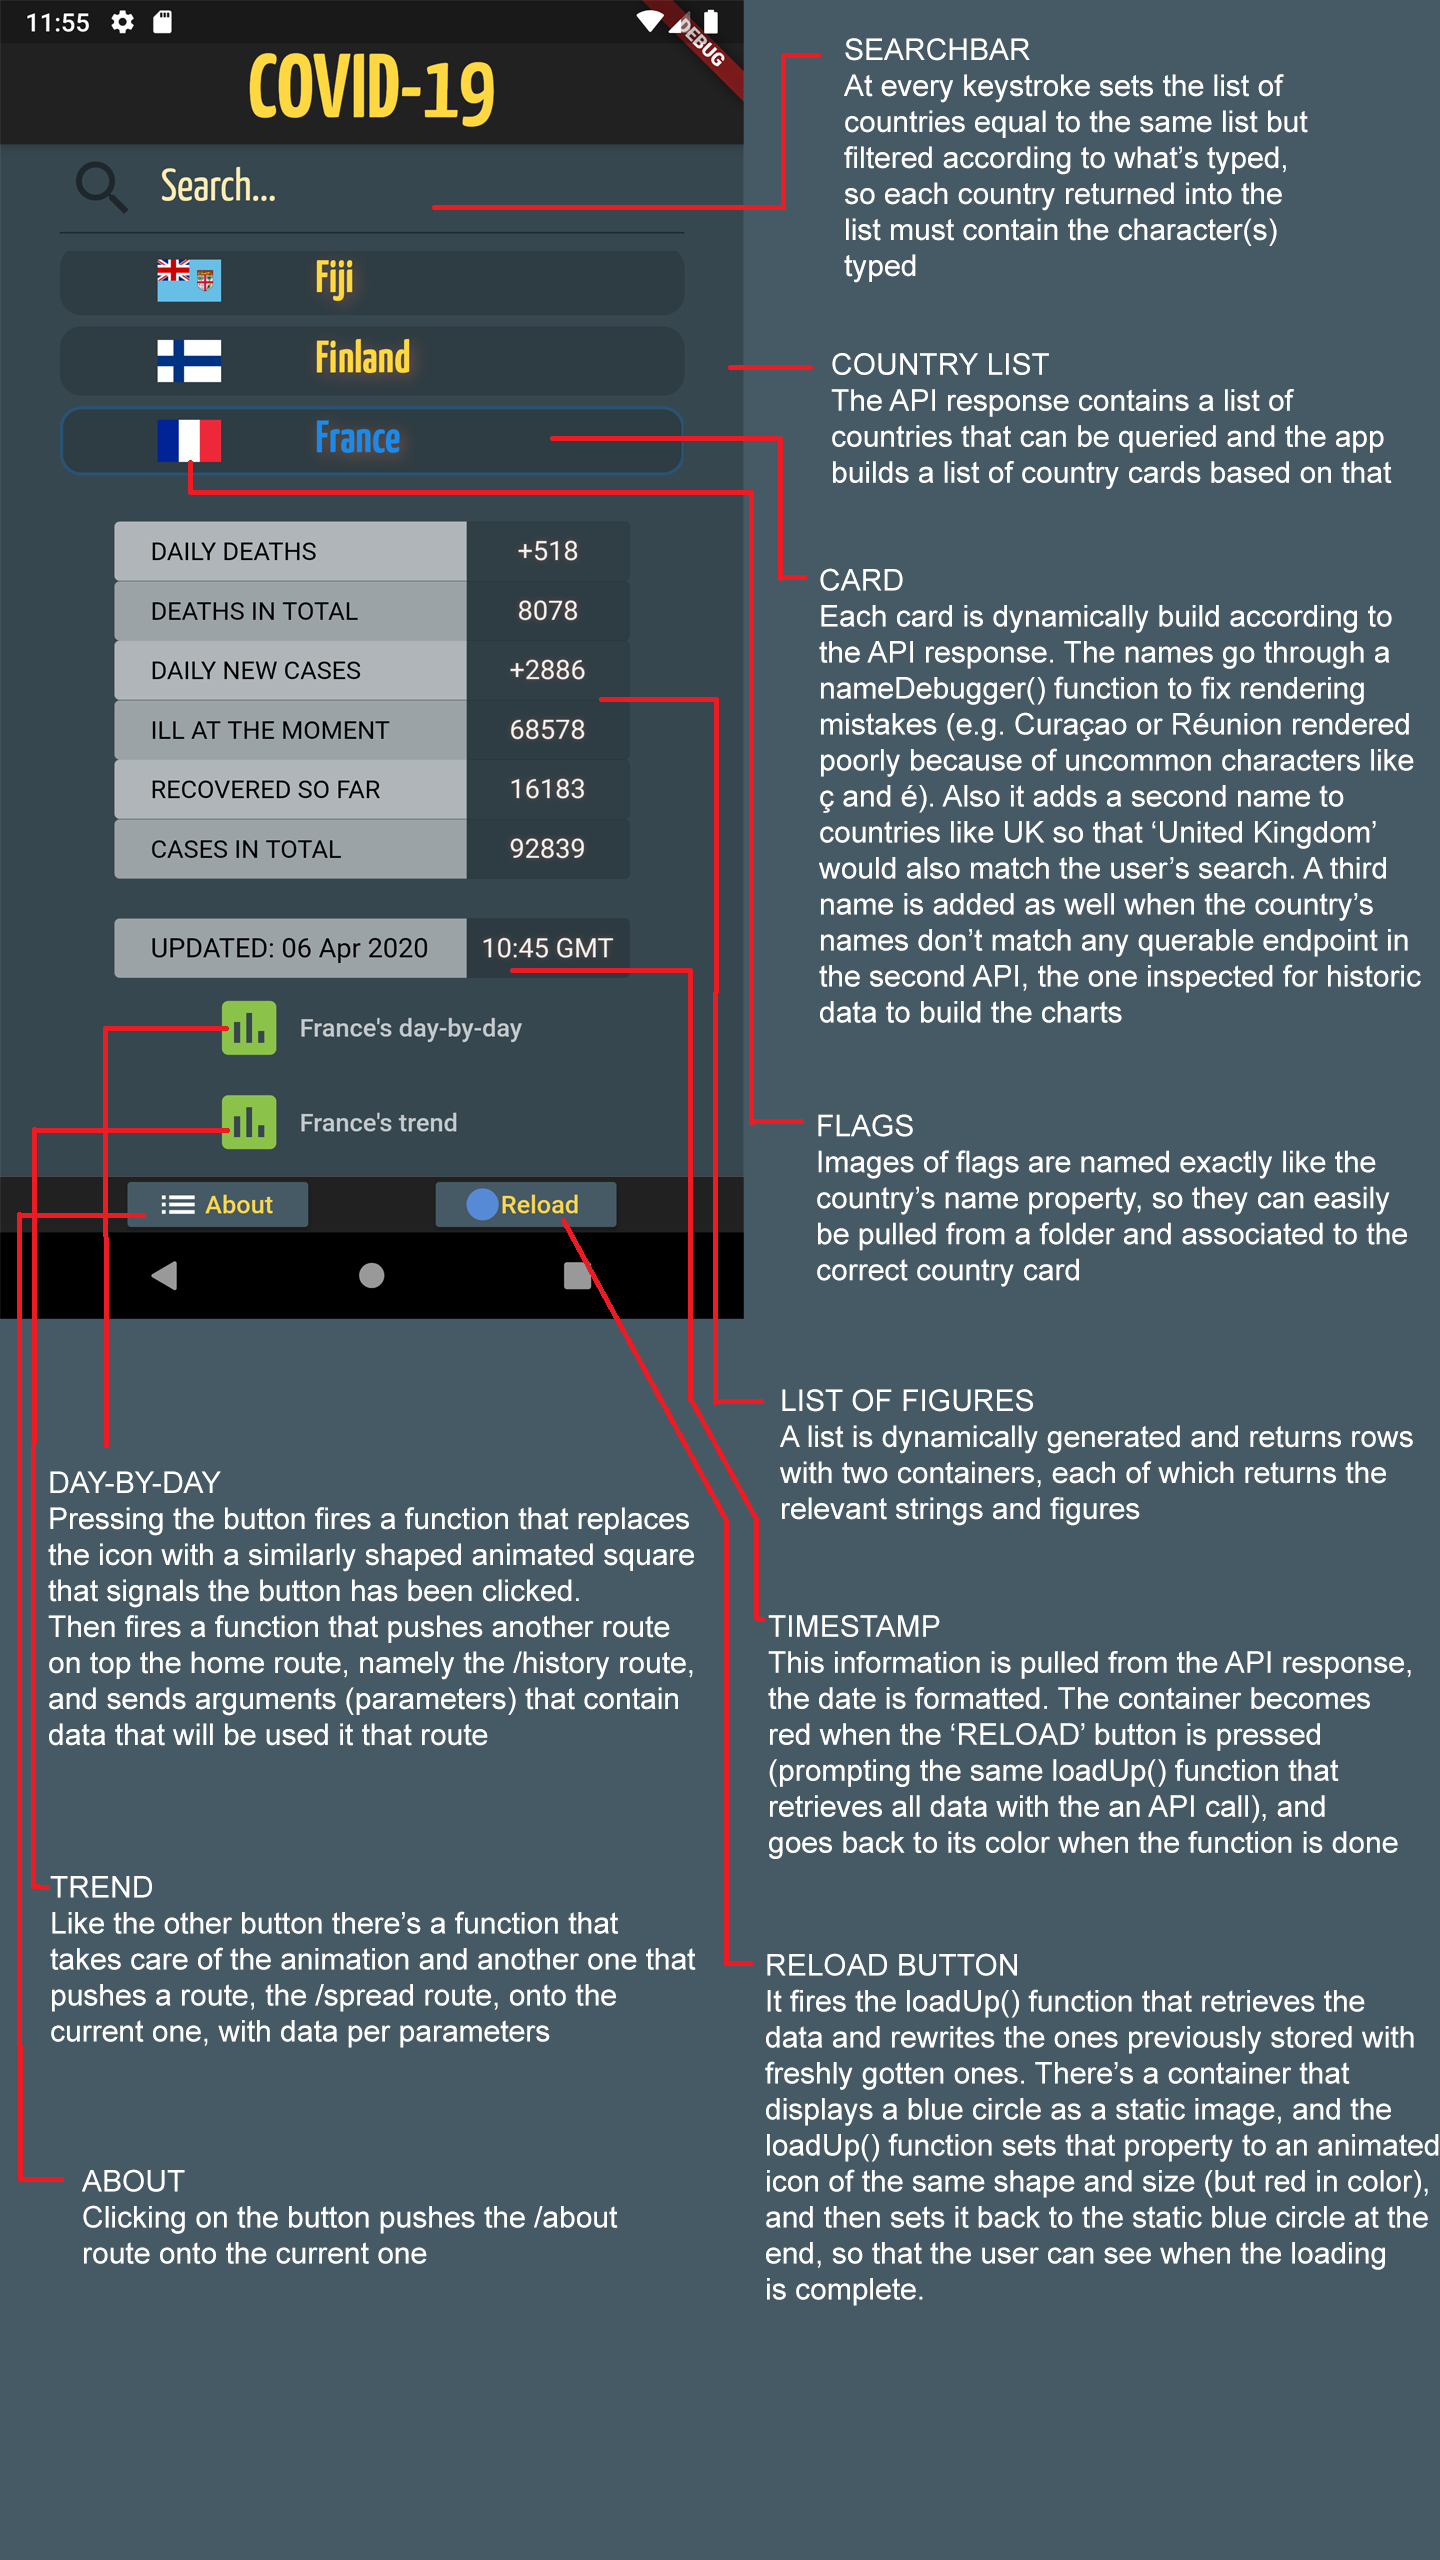 11:55
DEBUG
COVID-19
Search...
Fiji
Finland
France
DAILY DEATHS +518
DEATHS IN TOTAL 8078
DAILY NEW CASES +2886
ILL AT THE MOMENT 68578
RECOVERED SO FAR 16183
CASES IN TOTAL 92839
UPDATED: 06 Apr 2020 10:45 GMT
France's day-by-day
France's trend
About Reload
SEARCHBAR
At every keystroke sets the list of
countries equal to the same list but
filtered according to what’s typed,
so each country returned into the
list must contain the character(s)
typed
COUNTRY LIST
The API response contains a list of
countries that can be queried and the app
builds a list of country cards based on that
CARD
Each card is dynamically build according to
the API response. The names go through a
nameDebugger() function to fix rendering
mistakes (e.g. Curaçao or Réunion rendered
poorly because of uncommon characters like
ç and é). Also it adds a second name to
countries like UK so that ‘United Kingdom’
would also match the user’s search. A third
name is added as well when the country’s
names don’t match any querable endpoint in
the second API, the one inspected for historic
data to build the charts
FLAGS
Images of flags are named exactly like the
country’s name property, so they can easily
be pulled from a folder and associated to the
correct country card
LIST OF FIGURES
A list is dynamically generated and returns rows
with two containers, each of which returns the
relevant strings and figures
TIMESTAMP
This information is pulled from the API response,
the date is formatted. The container becomes
red when the ‘RELOAD’ button is pressed
(prompting the same loadUp() function that
retrieves all data with the an API call), and
goes back to its color when the function is done
RELOAD BUTTON
It fires the loadUp() function that retrieves the
data and rewrites the ones previously stored with
freshly gotten ones. There’s a container that
displays a blue circle as a static image, and the
loadUp() function sets that property to an animated
icon of the same shape and size (but red in color),
and then sets it back to the static blue circle at the
end, so that the user can see when the loading
is complete.
DAY-BY-DAY
Pressing the button fires a function that replaces
the icon with a similarly shaped animated square
that signals the button has been clicked.
Then fires a function that pushes another route
on top the home route, namely the /history route,
and sends arguments (parameters) that contain
data that will be used it that route
TREND
Like the other button there’s a function that
takes care of the animation and another one that
pushes a route, the /spread route, onto the
current one, with data per parameters
ABOUT
Clicking on the button pushes the /about
route onto the current one